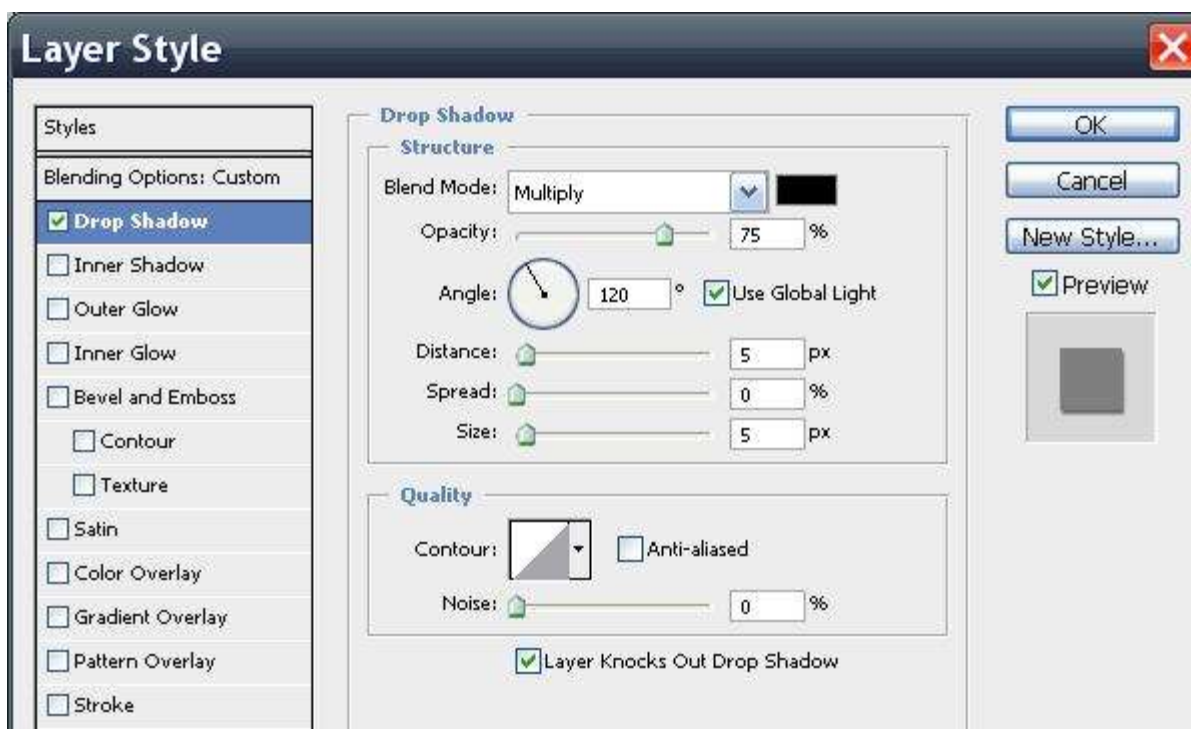 Layer Style
Styles
Blending Options: Custom
Drop Shadow
Inner Shadow
Outer Glow
Inner Glow
Bevel and Emboss
Contour
Texture
Satin
Color Overlay
Gradient Overlay
Pattern Overlay
Stroke
Drop Shadow
Structure
Blend Mode: Multiply
Opacity: 75 %
Angle: 120 ° Use Global Light
Distance: 5 px
Spread: 0 %
Size: 5 px
Quality
Contour: Anti-aliased
Noise: 0 %
Layer Knocks Out Drop Shadow
OK
Cancel
New Style...
Preview